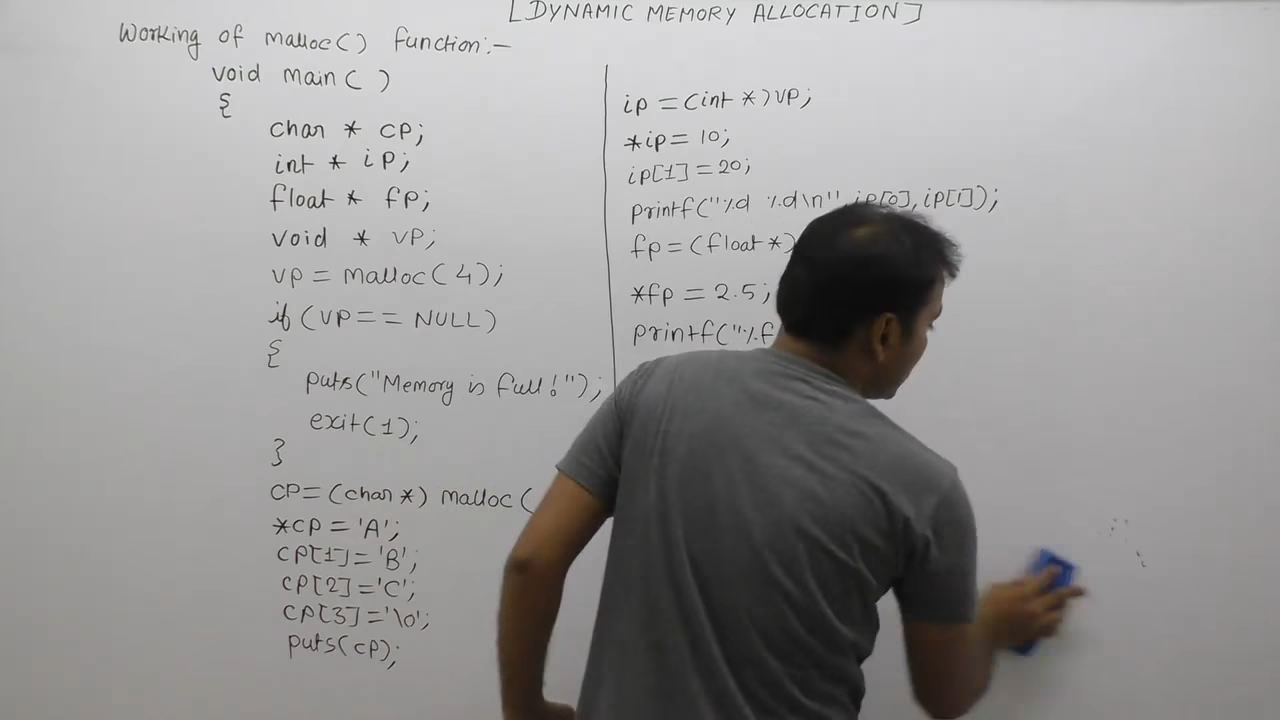 [DYNAMIC MEMORY ALLOCATION]
Working of malloc() function:-
void main( )
{
char * cp;
int * ip;
float * fp;
void * vp;
vp = malloc(4);
if (vp == NULL)
{
puts("Memory is full!");
exit(1);
}
cp=(char*) malloc(
*cp = 'A';
cp[1]='B';
cp[2]='C';
cp[3]='\0';
puts(cp);
ip = (int *)vp;
*ip= 10;
ip[1]=20;
printf("%d %d\n",ip[0],ip[1]);
fp=(float*)
*fp = 2.5;
printf("%f